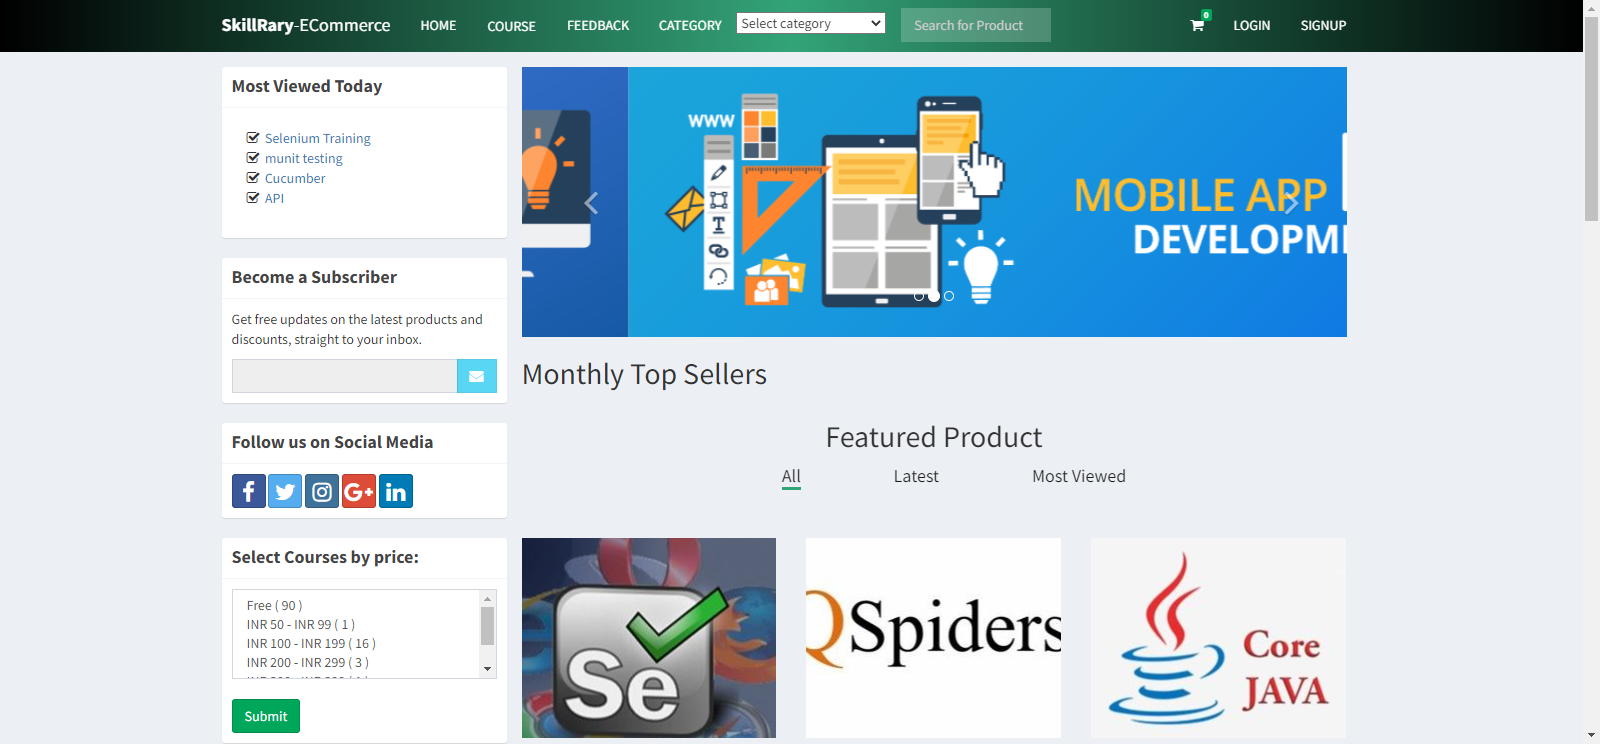 SkillRary-ECommerce HOME COURSE FEEDBACK CATEGORY Select category Search for Product 0 LOGIN SIGNUP
Most Viewed Today
Selenium Training
munit testing
Cucumber
API
Become a Subscriber
Get free updates on the latest products and
discounts, straight to your inbox.
Follow us on Social Media
Select Courses by price:
Free ( 90 )
INR 50 - INR 99 ( 1 )
INR 100 - INR 199 ( 16 )
INR 200 - INR 299 ( 3 )
Submit
WWW
T
MOBILE APP
DEVELOPM
Monthly Top Sellers
Featured Product
All Latest Most Viewed
Se
QSpiders
Core
JAVA